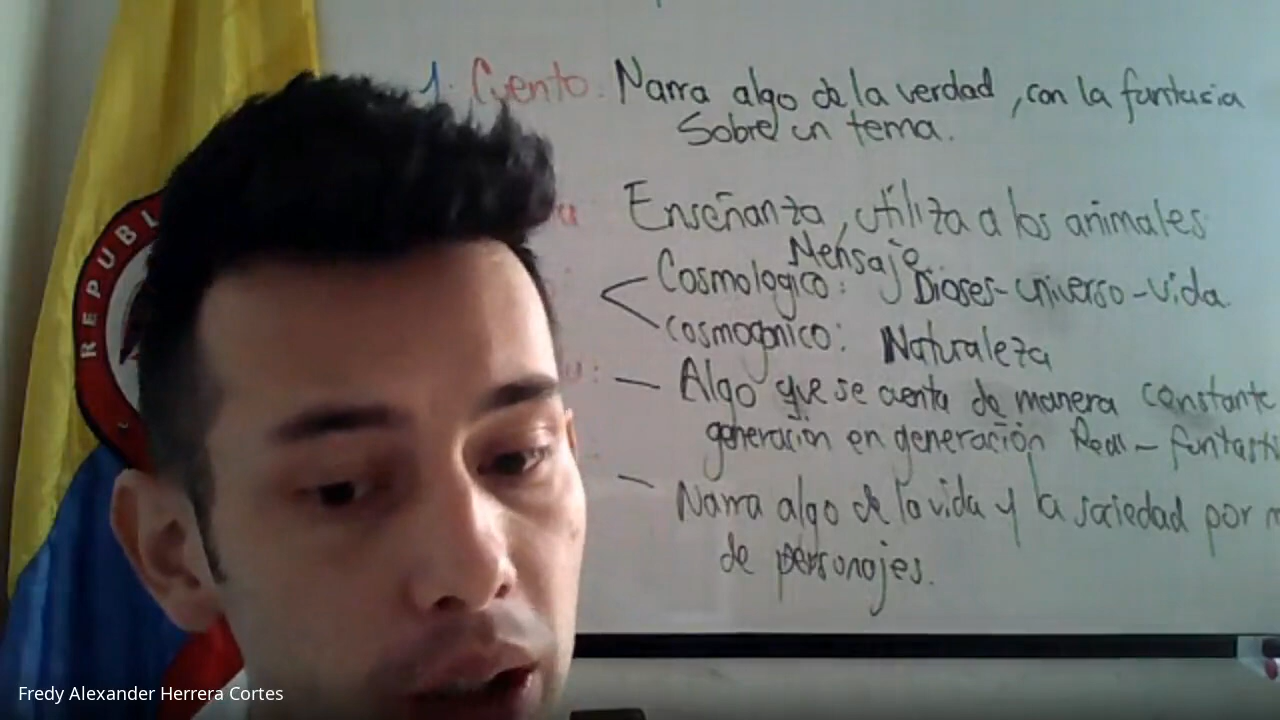 1. Cuento: Narra algo de la verdad, con la fantasia
Sobre un tema.
Enseñanza, utiliza a los animales
Mensaje
Cosmologico: Dioses-universo-vida
cosmogonico: Naturaleza
— Algo que se cuenta de manera constante
generación en generación Real - fantasti
— Narra algo de la vida y la sociedad por m
de personajes.
REPUBL
Fredy Alexander Herrera Cortes